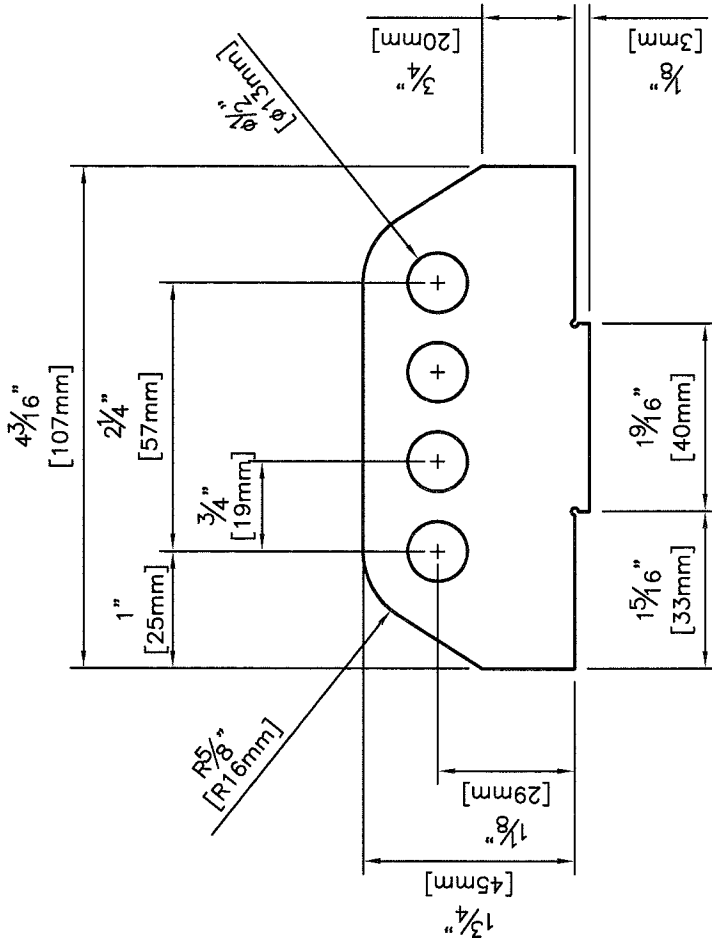 4 3/16"
[107mm]
2 1/4"
[57mm]
3/4"
[19mm]
1"
[25mm]
ø1/2"
[ø13mm]
3/4"
[20mm]
1/8"
[3mm]
R5/8"
[R16mm]
1 9/16"
[40mm]
1 5/16"
[33mm]
1 1/8"
[29mm]
1 3/4"
[45mm]